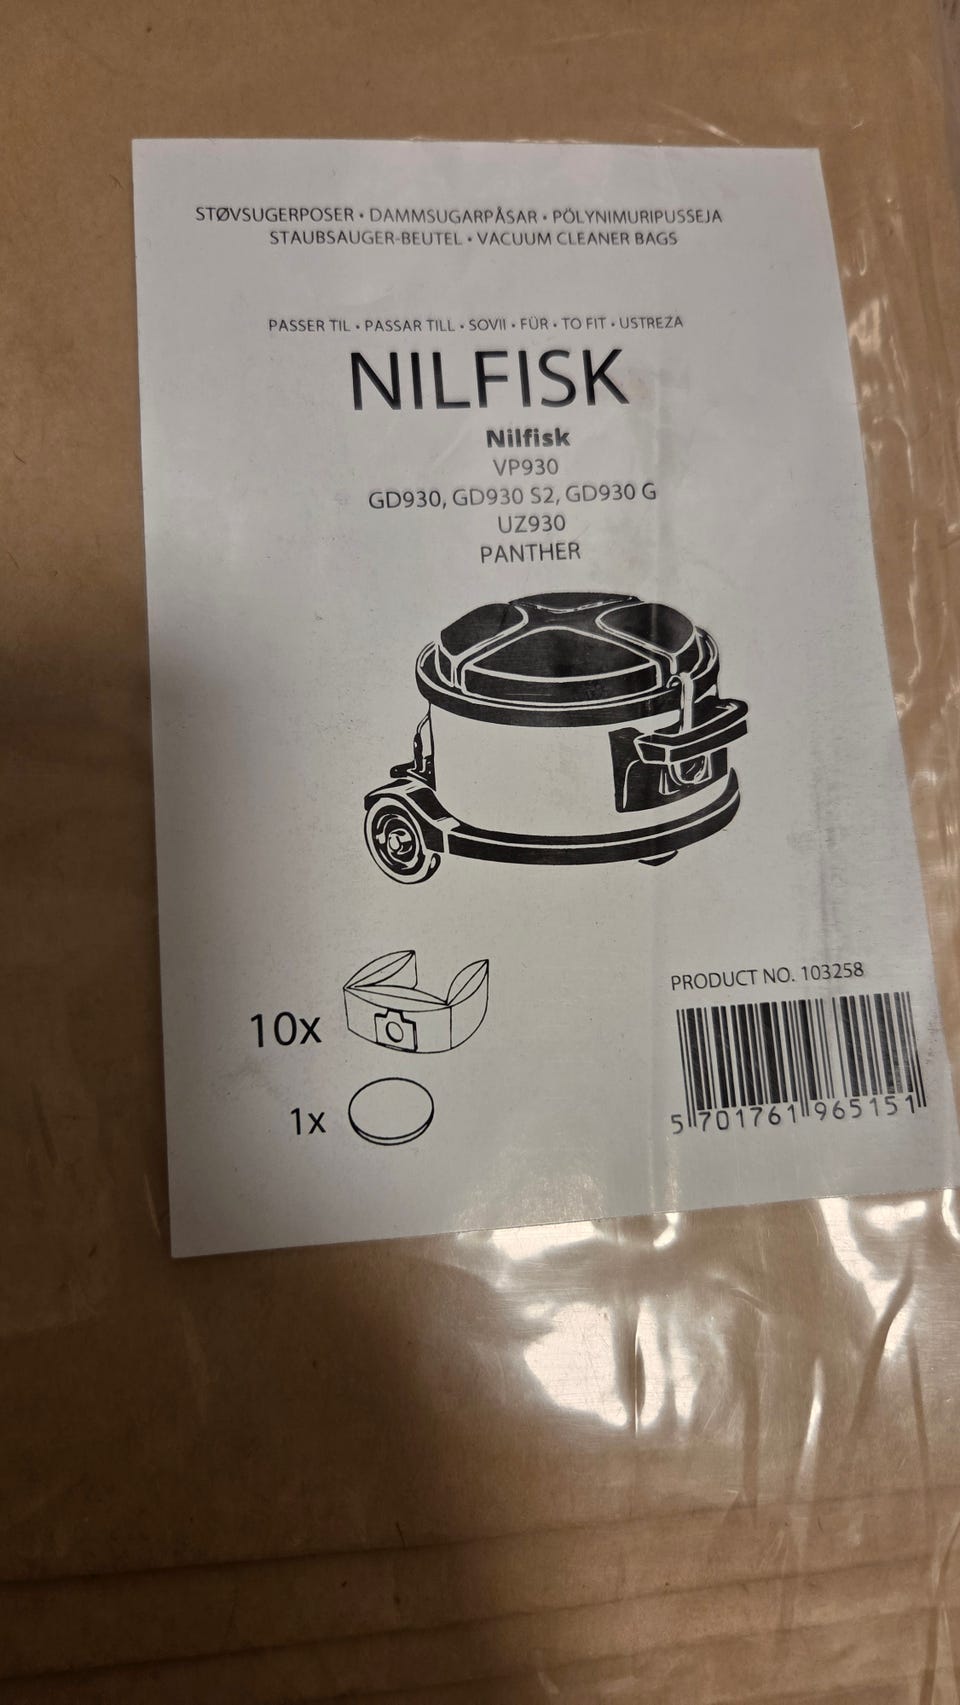 STØVSUGERPOSER • DAMMSUGARPÅSAR • PÖLYNIMURIPUSSEJA
STAUBSAUGER-BEUTEL • VACUUM CLEANER BAGS
PASSER TIL • PASSAR TILL • SOVII • FÜR • TO FIT • USTREZA
NILFISK
Nilfisk
VP930
GD930, GD930 S2, GD930 G
UZ930
PANTHER
PRODUCT NO. 103258
10x
1x
5 701761 965151